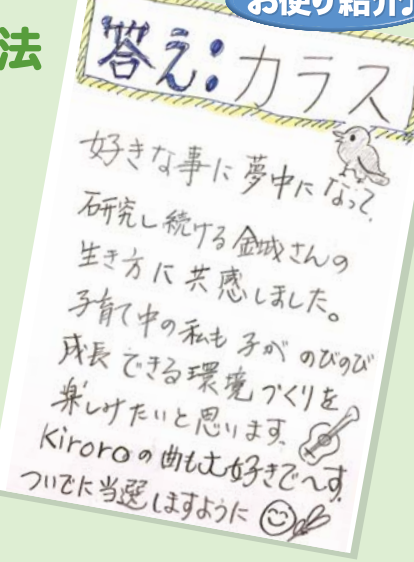 お便り紹介
法
答え:カラス
好きな事に夢中になって、
研究し続ける金城さんの
生き方に共感しました。
子育て中の私も子がのびのび
成長できる環境づくりを
楽しみたいと思います。
Kiroroの曲も大好きで〜す。
ついでに当選しますように